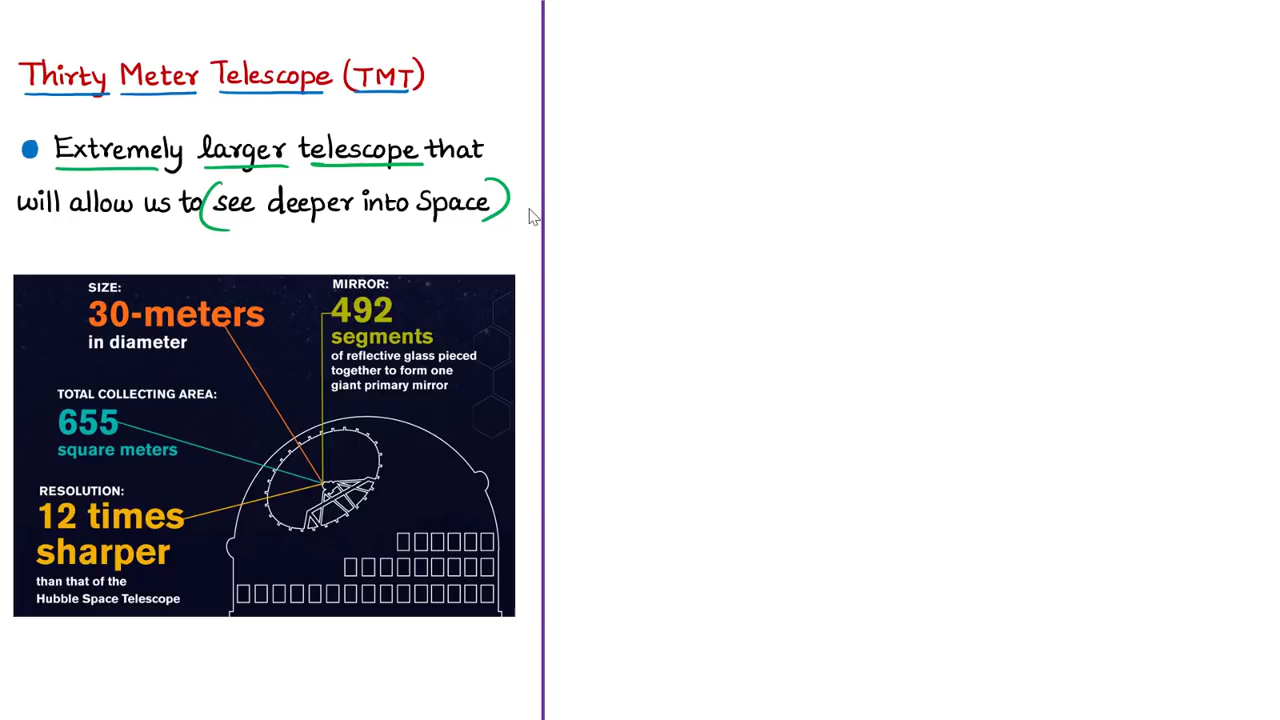 Thirty Meter Telescope (TMT)
Extremely larger telescope that
will allow us to (see deeper into Space)
SIZE:
30-meters
in diameter
MIRROR:
492
segments
of reflective glass pieced
together to form one
giant primary mirror
TOTAL COLLECTING AREA:
655
square meters
RESOLUTION:
12 times
sharper
than that of the
Hubble Space Telescope